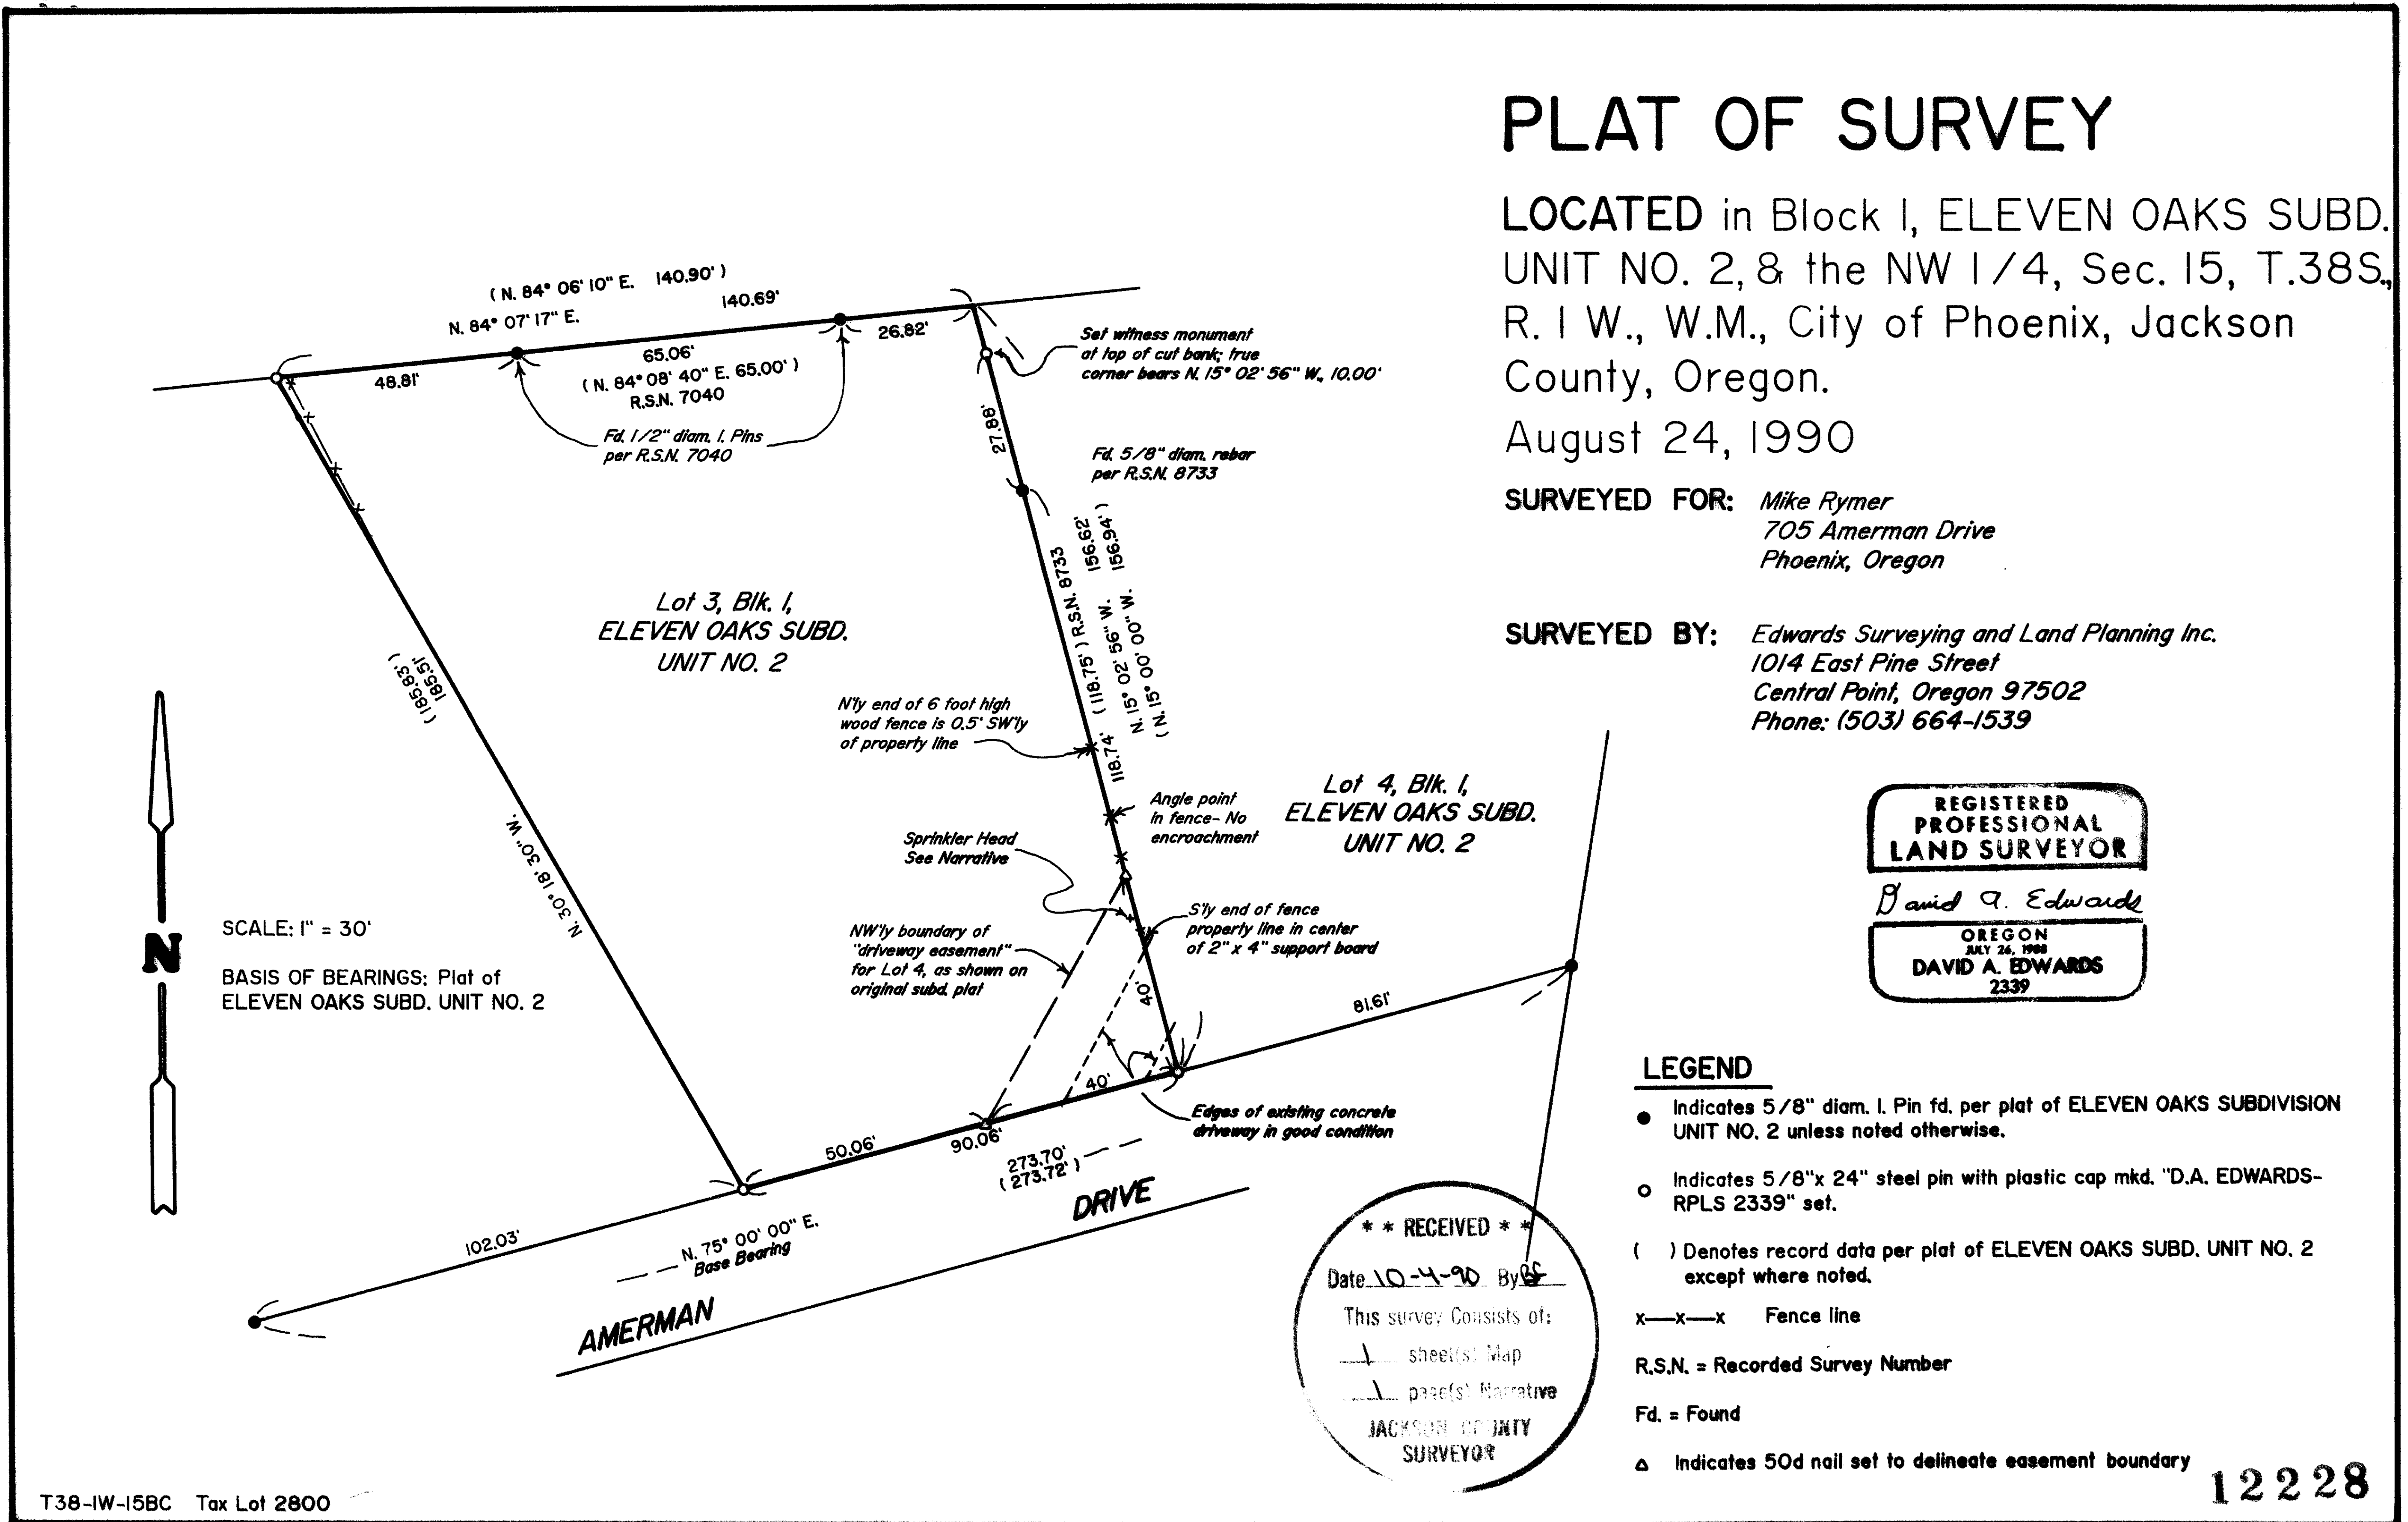 PLAT OF SURVEY
LOCATED in Block 1, ELEVEN OAKS SUBD.
UNIT NO. 2, & the NW 1/4, Sec. 15, T.38S.,
R. 1 W., W.M., City of Phoenix, Jackson
County, Oregon.
August 24, 1990
SURVEYED FOR: Mike Rymer
705 Amerman Drive
Phoenix, Oregon
SURVEYED BY: Edwards Surveying and Land Planning Inc.
1014 East Pine Street
Central Point, Oregon 97502
Phone: (503) 664-1539
REGISTERED
PROFESSIONAL
LAND SURVEYOR
David A. Edwards
OREGON
JULY 26, 1988
DAVID A. EDWARDS
2339
( N. 84° 06' 10" E. 140.90' )
140.69'
N. 84° 07' 17" E.
26.82'
65.06'
48.81'
( N. 84° 08' 40" E. 65.00' )
R.S.N. 7040
Fd. 1/2" diam. I. Pins
per R.S.N. 7040
Set witness monument
at top of cut bank; true
corner bears N. 15° 02' 56" W., 10.00'
27.88'
Fd. 5/8" diam. rebar
per R.S.N. 8733
118.74' ( 118.75' ) R.S.N. 8733
N. 15° 02' 56" W. 156.62'
( N. 15° 00' 00" W. 156.94' )
Lot 3, Blk. 1,
ELEVEN OAKS SUBD.
UNIT NO. 2
185.51'
( 185.83' )
N. 30° 18' 30" W.
N'ly end of 6 foot high
wood fence is 0.5' SW'ly
of property line
Angle point
in fence- No
encroachment
Lot 4, Blk. 1,
ELEVEN OAKS SUBD.
UNIT NO. 2
Sprinkler Head
See Narrative
S'ly end of fence
property line in center
of 2" x 4" support board
NW'ly boundary of
"driveway easement"
for Lot 4, as shown on
original subd. plat
40'
81.61'
40'
Edges of existing concrete
driveway in good condition
50.06'
90.06'
273.70'
( 273.72' )
102.03'
N. 75° 00' 00" E.
Base Bearing
AMERMAN DRIVE
N
SCALE: 1" = 30'
BASIS OF BEARINGS: Plat of
ELEVEN OAKS SUBD. UNIT NO. 2
LEGEND
● Indicates 5/8" diam. I. Pin fd. per plat of ELEVEN OAKS SUBDIVISION
UNIT NO. 2 unless noted otherwise.
○ Indicates 5/8"x 24" steel pin with plastic cap mkd. "D.A. EDWARDS-
RPLS 2339" set.
( ) Denotes record data per plat of ELEVEN OAKS SUBD. UNIT NO. 2
except where noted.
x—x—x Fence line
R.S.N. = Recorded Survey Number
Fd. = Found
△ Indicates 50d nail set to delineate easement boundary
* * RECEIVED * *
Date 10-4-90 By
This survey Consists of:
1 sheet(s) Map
1 page(s) Narrative
JACKSON COUNTY
SURVEYOR
12228
T38-1W-15BC Tax Lot 2800